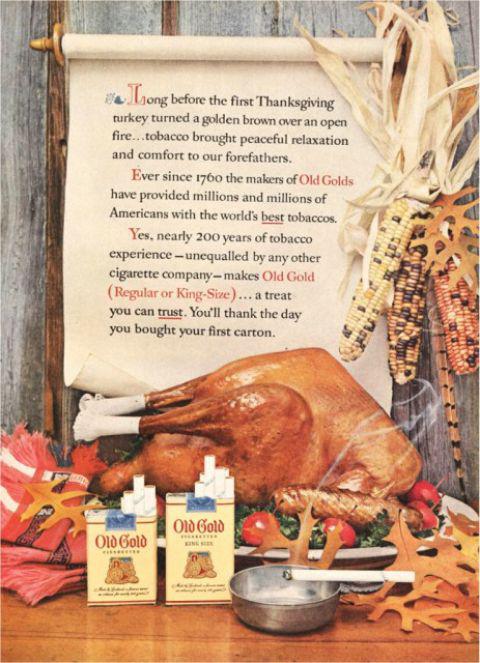 Long before the first Thanksgiving
turkey turned a golden brown over an open
fire...tobacco brought peaceful relaxation
and comfort to our forefathers.
Ever since 1760 the makers of Old Golds
have provided millions and millions of
Americans with the world's best tobaccos.
Yes, nearly 200 years of tobacco
experience—unequalled by any other
cigarette company—makes Old Gold
(Regular or King-Size)... a treat
you can trust. You'll thank the day
you bought your first carton.
Old Gold
CIGARETTES
Old Gold
CIGARETTES
KING SIZE